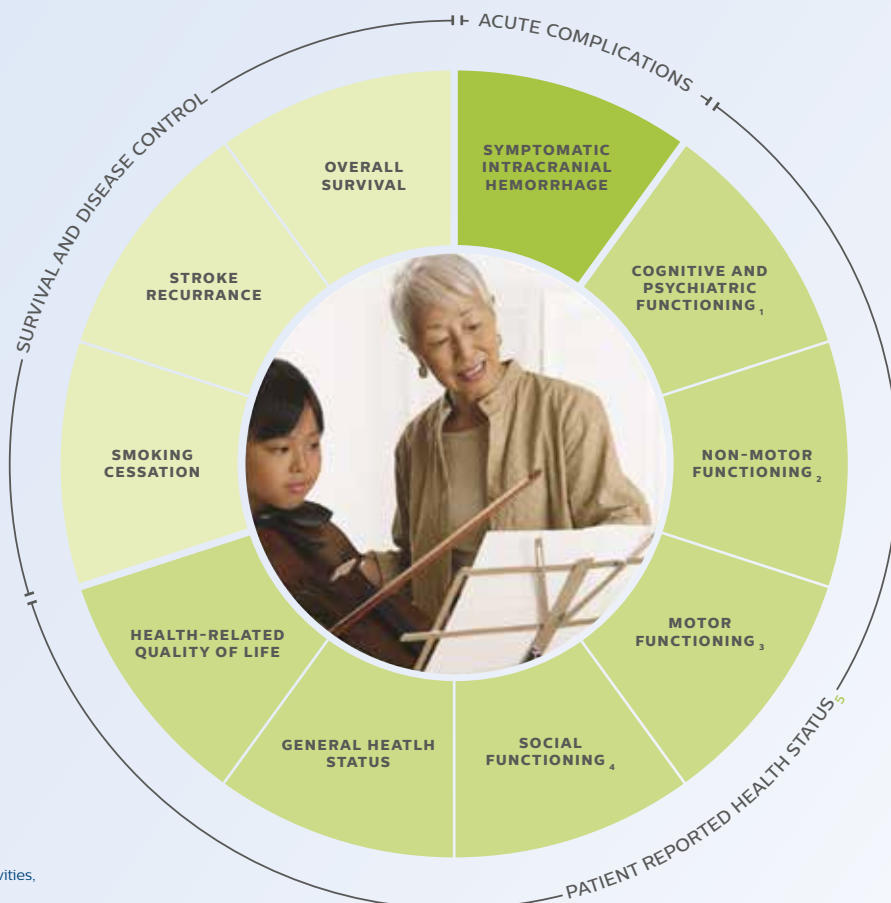 ACUTE COMPLICATIONS
SURVIVAL AND DISEASE CONTROL
OVERALL
SURVIVAL
SYMPTOMATIC
INTRACRANIAL
HEMORRHAGE
STROKE
RECURRANCE
COGNITIVE AND
PSYCHIATRIC
FUNCTIONING 1
SMOKING
CESSATION
NON-MOTOR
FUNCTIONING 2
HEALTH-RELATED
QUALITY OF LIFE
MOTOR
FUNCTIONING 3
GENERAL HEATLH
STATUS
SOCIAL
FUNCTIONING 4
PATIENT REPORTED HEALTH STATUS 5